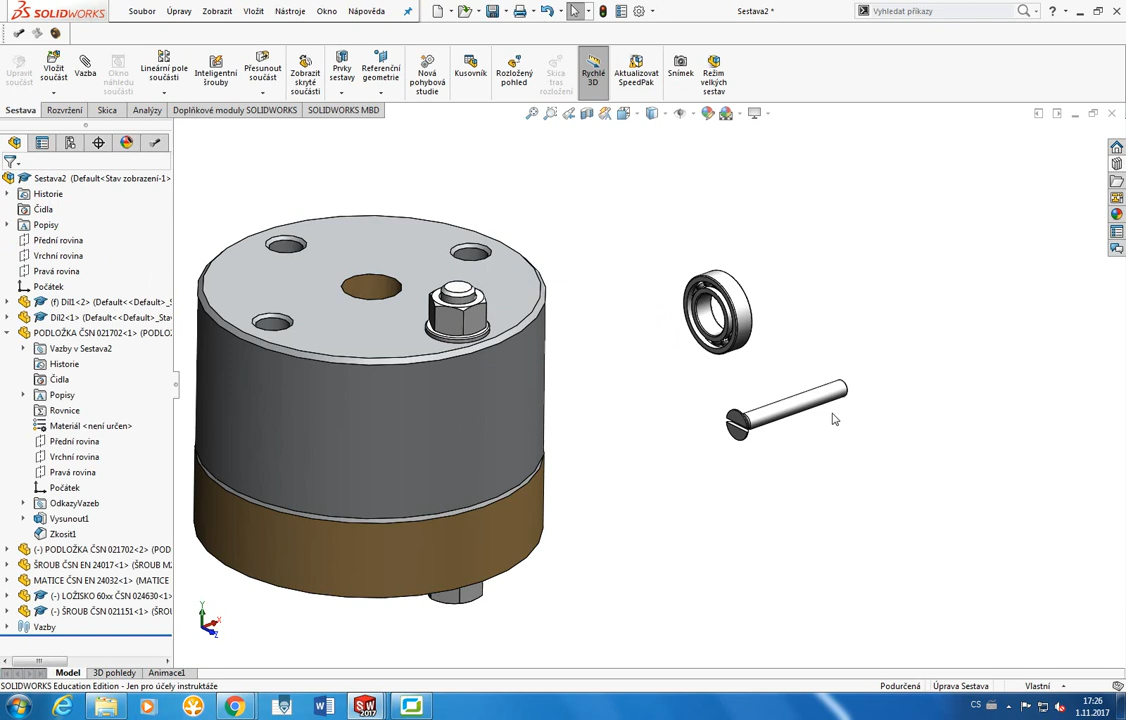 SOLIDWORKS
Soubor
Úpravy
Zobrazit
Vložit
Nástroje
Okno
Nápověda
Sestava2 *
Vyhledat příkazy
Upravit součást
Vložit součást
Vazba
Okno náhledu součásti
Lineární pole součásti
Inteligentní šrouby
Přesunout součást
Zobrazit skryté součásti
Prvky sestavy
Referenční geometrie
Nová pohybová studie
Kusovník
Rozložený pohled
Skica tras rozložení
Rychlé 3D
Aktualizovat SpeedPak
Snímek
Režim velkých sestav
Sestava
Rozvržení
Skica
Analýzy
Doplňkové moduly SOLIDWORKS
SOLIDWORKS MBD
Sestava2 (Default<Stav zobrazení-1>
Historie
Čidla
Popisy
Přední rovina
Vrchní rovina
Pravá rovina
Počátek
(f) Díl1<2> (Default<<Default>_S
Díl2<1> (Default<<Default>_Sta
PODLOŽKA ČSN 021702<1> (PODLO
Vazby v Sestava2
Historie
Čidla
Popisy
Rovnice
Materiál <není určen>
Přední rovina
Vrchní rovina
Pravá rovina
Počátek
OdkazyVazeb
Vysunout1
Zkosit1
(-) PODLOŽKA ČSN 021702<2> (POD
ŠROUB ČSN EN 24017<1> (ŠROUB M
MATICE ČSN EN 24032<1> (MATICE
(-) LOŽISKO 60xx ČSN 024630<1> (
(-) ŠROUB ČSN 021151<1> (ŠROU
Vazby
Y
X
Z
Model
3D pohledy
Animace1
SOLIDWORKS Education Edition - Jen pro účely instruktáže
Podurčená
Úprava Sestava
Vlastní
CS
17:26
1.11.2017